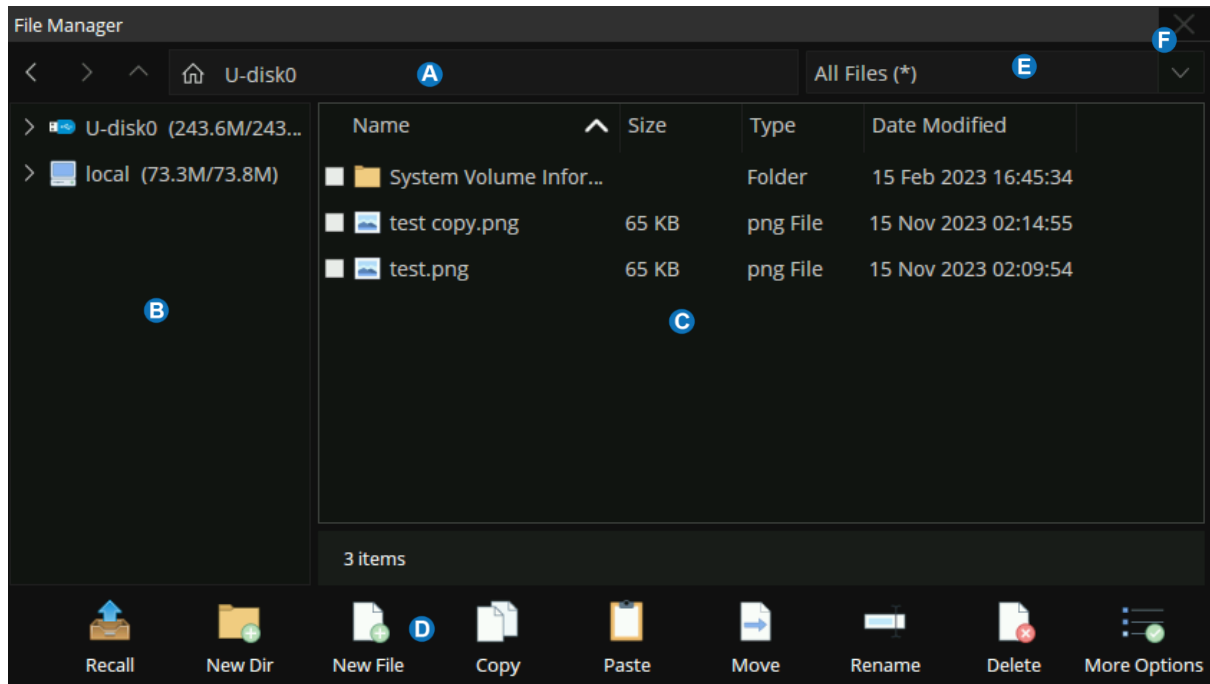 File Manager
F
U-disk0
A
All Files (*)
E
U-disk0 (243.6M/243...
local (73.3M/73.8M)
B
Name Size Type Date Modified
System Volume Infor... Folder 15 Feb 2023 16:45:34
test copy.png 65 KB png File 15 Nov 2023 02:14:55
test.png 65 KB png File 15 Nov 2023 02:09:54
C
3 items
D
Recall New Dir New File Copy Paste Move Rename Delete More Options